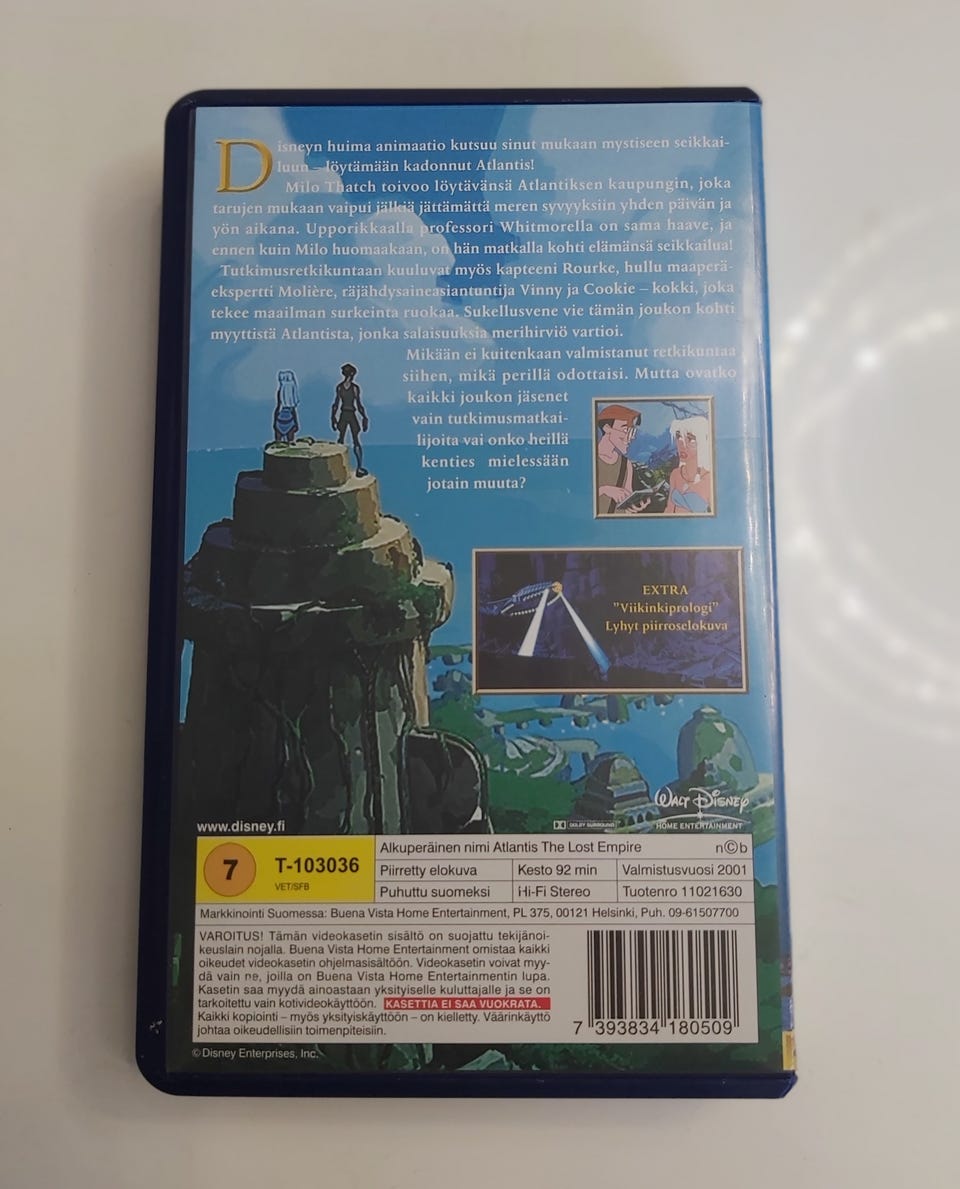 Disneyn huima animaatio kutsuu sinut mukaan mystiseen seikkai-
luun – löytämään kadonnut Atlantis!
Milo Thatch toivoo löytävänsä Atlantiksen kaupungin, joka
tarujen mukaan vaipui jälkiä jättämättä meren syvyyksiin yhden päivän ja
yön aikana. Upporikkaalla professori Whitmorella on sama haave, ja
ennen kuin Milo huomaakaan, on hän matkalla kohti elämänsä seikkailua!
Tutkimusretkikuntaan kuuluvat myös kapteeni Rourke, hullu maaperä-
ekspertti Molière, räjähdysaineasiantuntija Vinny ja Cookie – kokki, joka
tekee maailman surkeinta ruokaa. Sukellusvene vie tämän joukon kohti
myyttistä Atlantista, jonka salaisuuksia merihirviö vartioi.
Mikään ei kuitenkaan valmistanut retkikuntaa
siihen, mikä perillä odottaisi. Mutta ovatko
kaikki joukon jäsenet
vain tutkimusmatkai-
lijoita vai onko heillä
kenties mielessään
jotain muuta?
EXTRA
"Viikinkiprologi"
Lyhyt piirroselokuva
WALT DISNEY
HOME ENTERTAINMENT
www.disney.fi
DOLBY SURROUND
7
T-103036
VET/SFB
Alkuperäinen nimi Atlantis The Lost Empire n©b
Piirretty elokuva Kesto 92 min Valmistusvuosi 2001
Puhuttu suomeksi Hi-Fi Stereo Tuotenro 11021630
Markkinointi Suomessa: Buena Vista Home Entertainment, PL 375, 00121 Helsinki, Puh. 09-61507700
VAROITUS! Tämän videokasetin sisältö on suojattu tekijänoi-
keuslain nojalla. Buena Vista Home Entertainment omistaa kaikki
oikeudet videokasetin ohjelmasisältöön. Videokasetin voivat myy-
dä vain ne, joilla on Buena Vista Home Entertainmentin lupa.
Kasetin saa myydä ainoastaan yksityiselle kuluttajalle ja se on
tarkoitettu vain kotivideokäyttöön. KASETTIA EI SAA VUOKRATA.
Kaikki kopiointi – myös yksityiskäyttöön – on kielletty. Väärinkäyttö
johtaa oikeudellisiin toimenpiteisiin.
7 393834 180509
© Disney Enterprises, Inc.